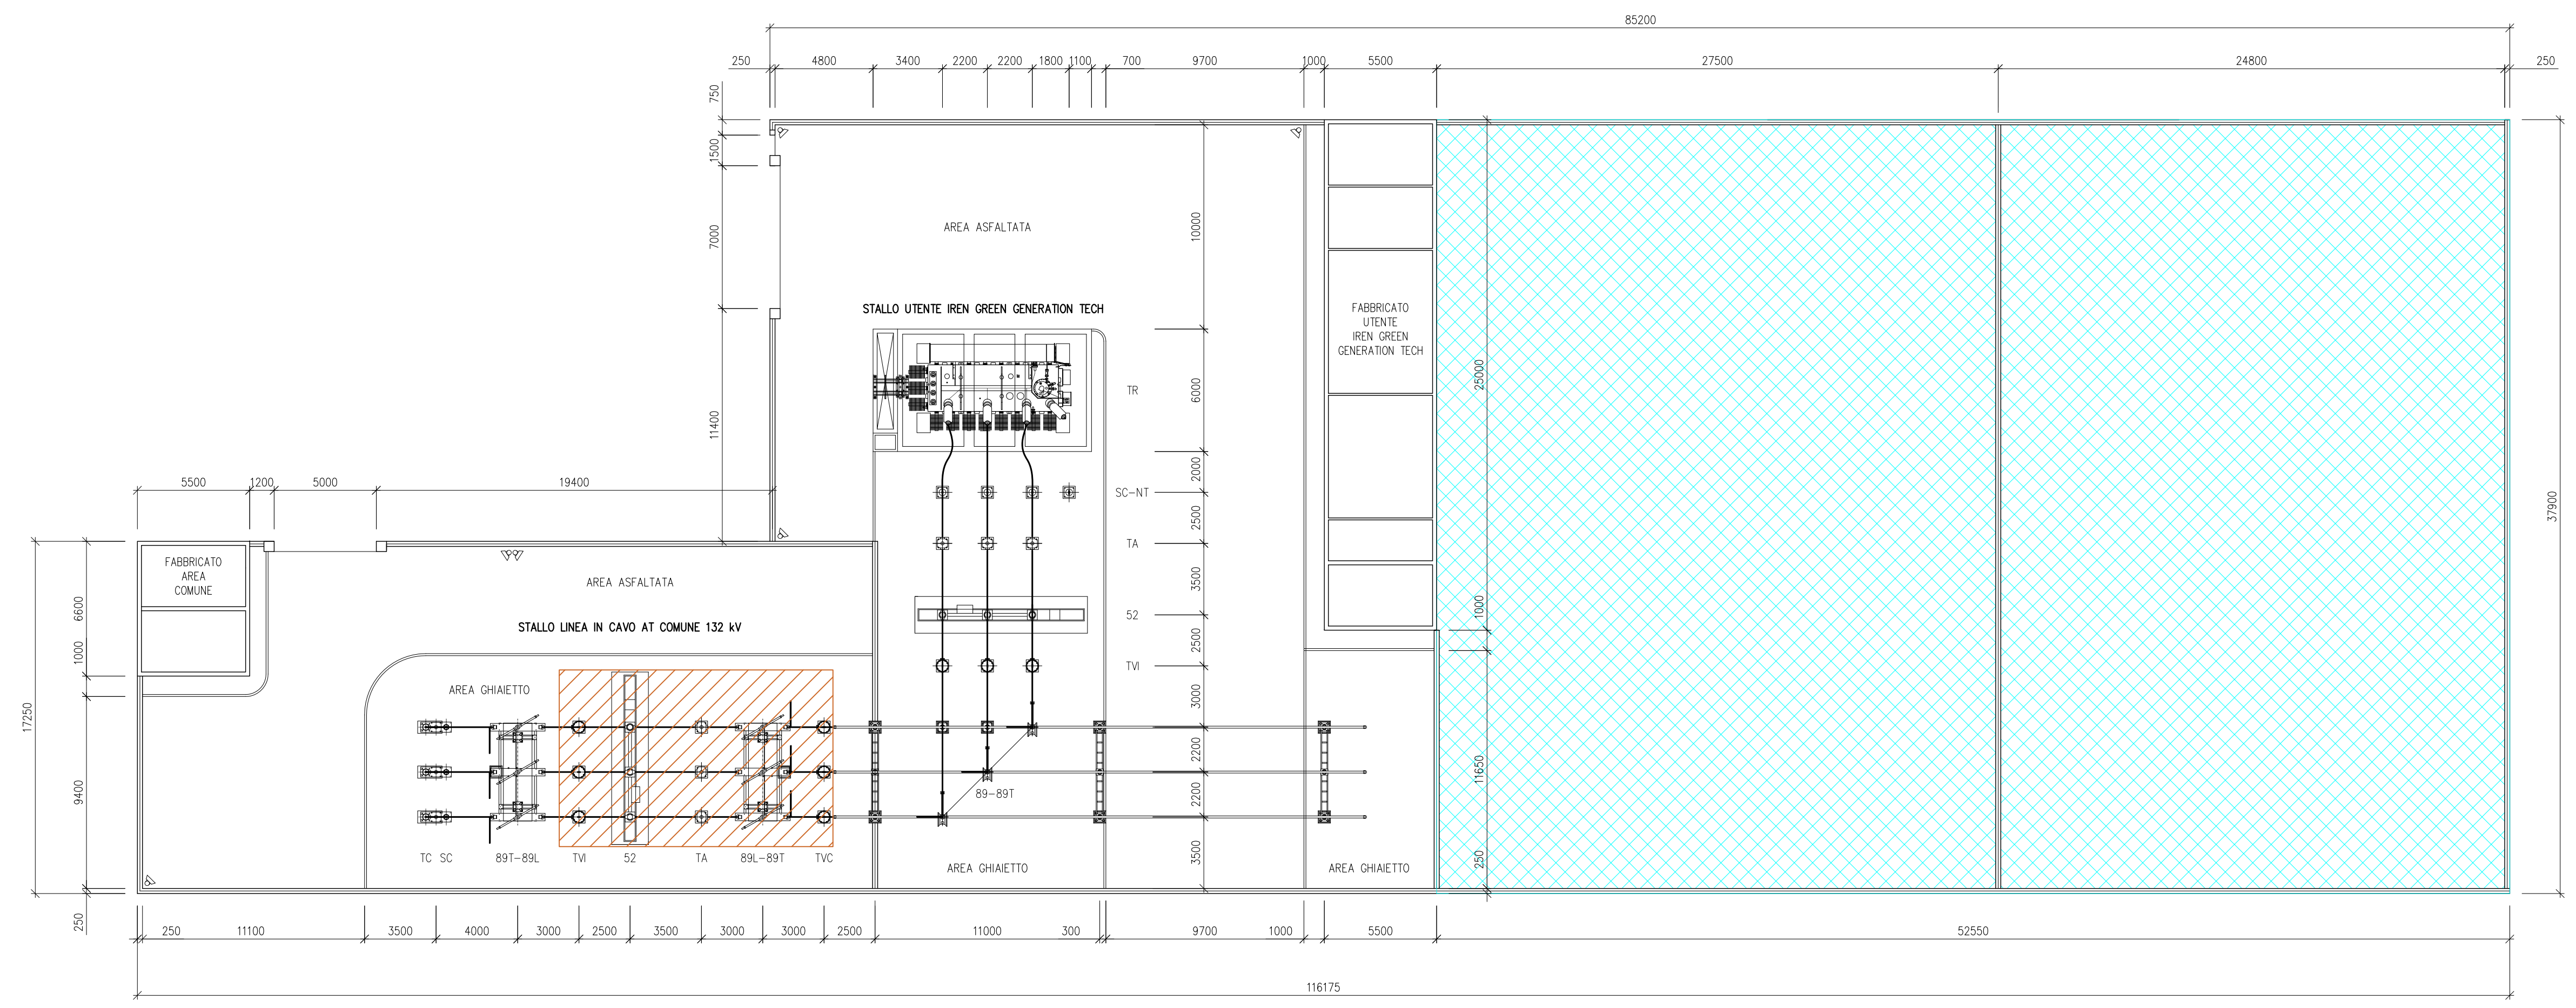 85200
250
4800
3400
2200
2200
1800
1100
700
9700
1000
5500
27500
24800
250
750
1500
7000
11400
AREA ASFALTATA
10000
STALLO UTENTE IREN GREEN GENERATION TECH
FABBRICATO
UTENTE
IREN GREEN
GENERATION TECH
25000
37900
TR
6000
2000
SC-NT
2500
TA
3500
52
2500
TVI
3000
2200
2200
3500
1000
11650
250
5500
1200
5000
19400
FABBRICATO
AREA
COMUNE
AREA ASFALTATA
STALLO LINEA IN CAVO AT COMUNE 132 kV
AREA GHIAIETTO
17250
6600
1000
9400
250
89-89T
TC SC
89T-89L
TVI
52
TA
89L-89T
TVC
AREA GHIAIETTO
AREA GHIAIETTO
250
11100
3500
4000
3000
2500
3500
3000
3000
2500
11000
300
9700
1000
5500
52550
116175